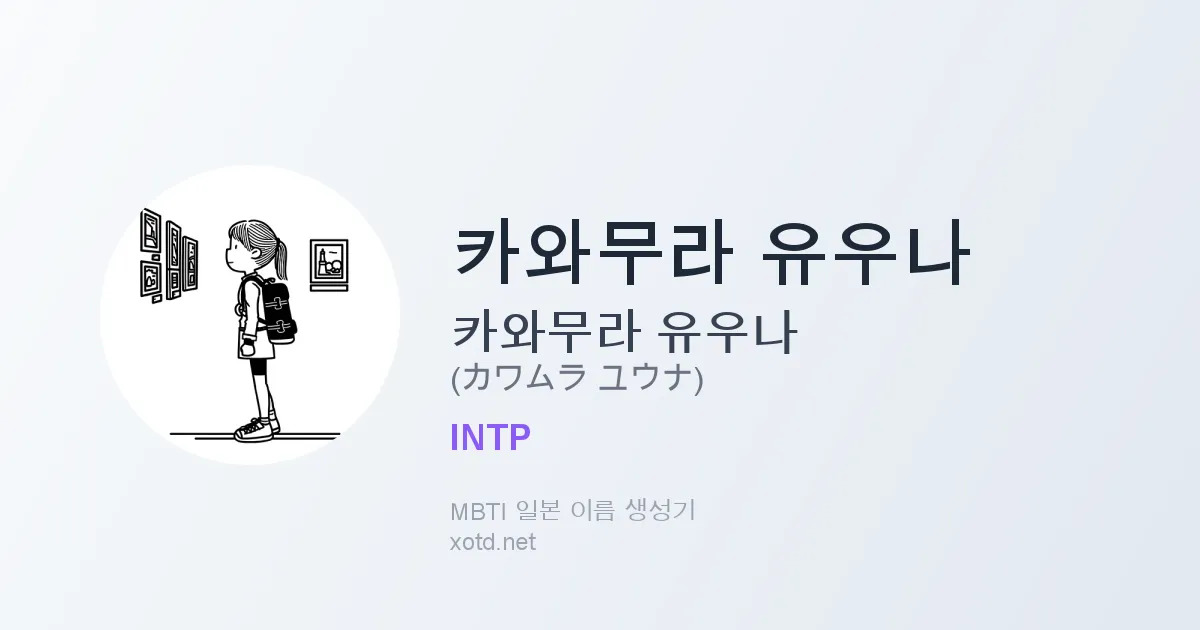 카와무라 유우나
카와무라 유우나
(カワムラ ユウナ)
INTP
MBTI 일본 이름 생성기
xotd.net